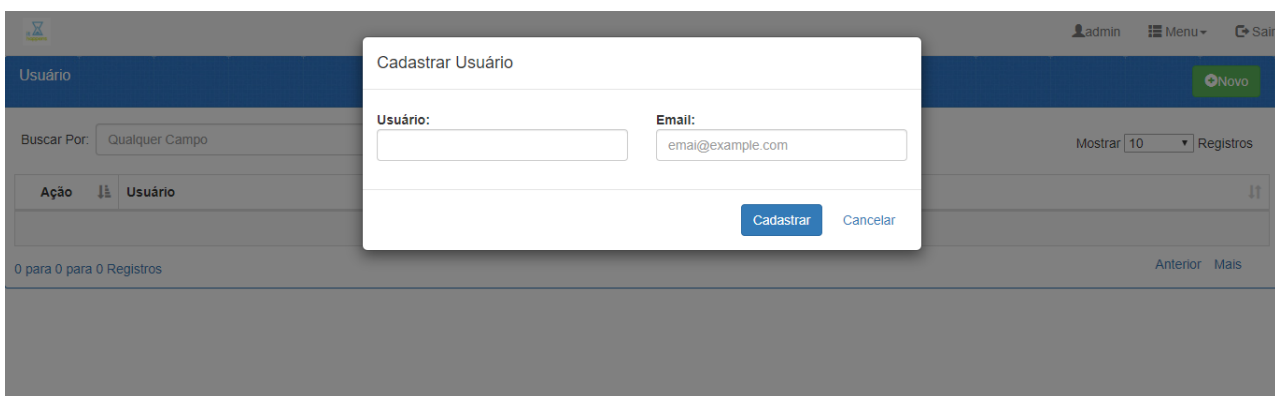 admin Menu Sair
Usuário
Novo
Cadastrar Usuário
Usuário: Email:
emai@example.com
Cadastrar Cancelar
Buscar Por: Qualquer Campo
Mostrar 10 Registros
Ação Usuário
0 para 0 para 0 Registros
Anterior Mais